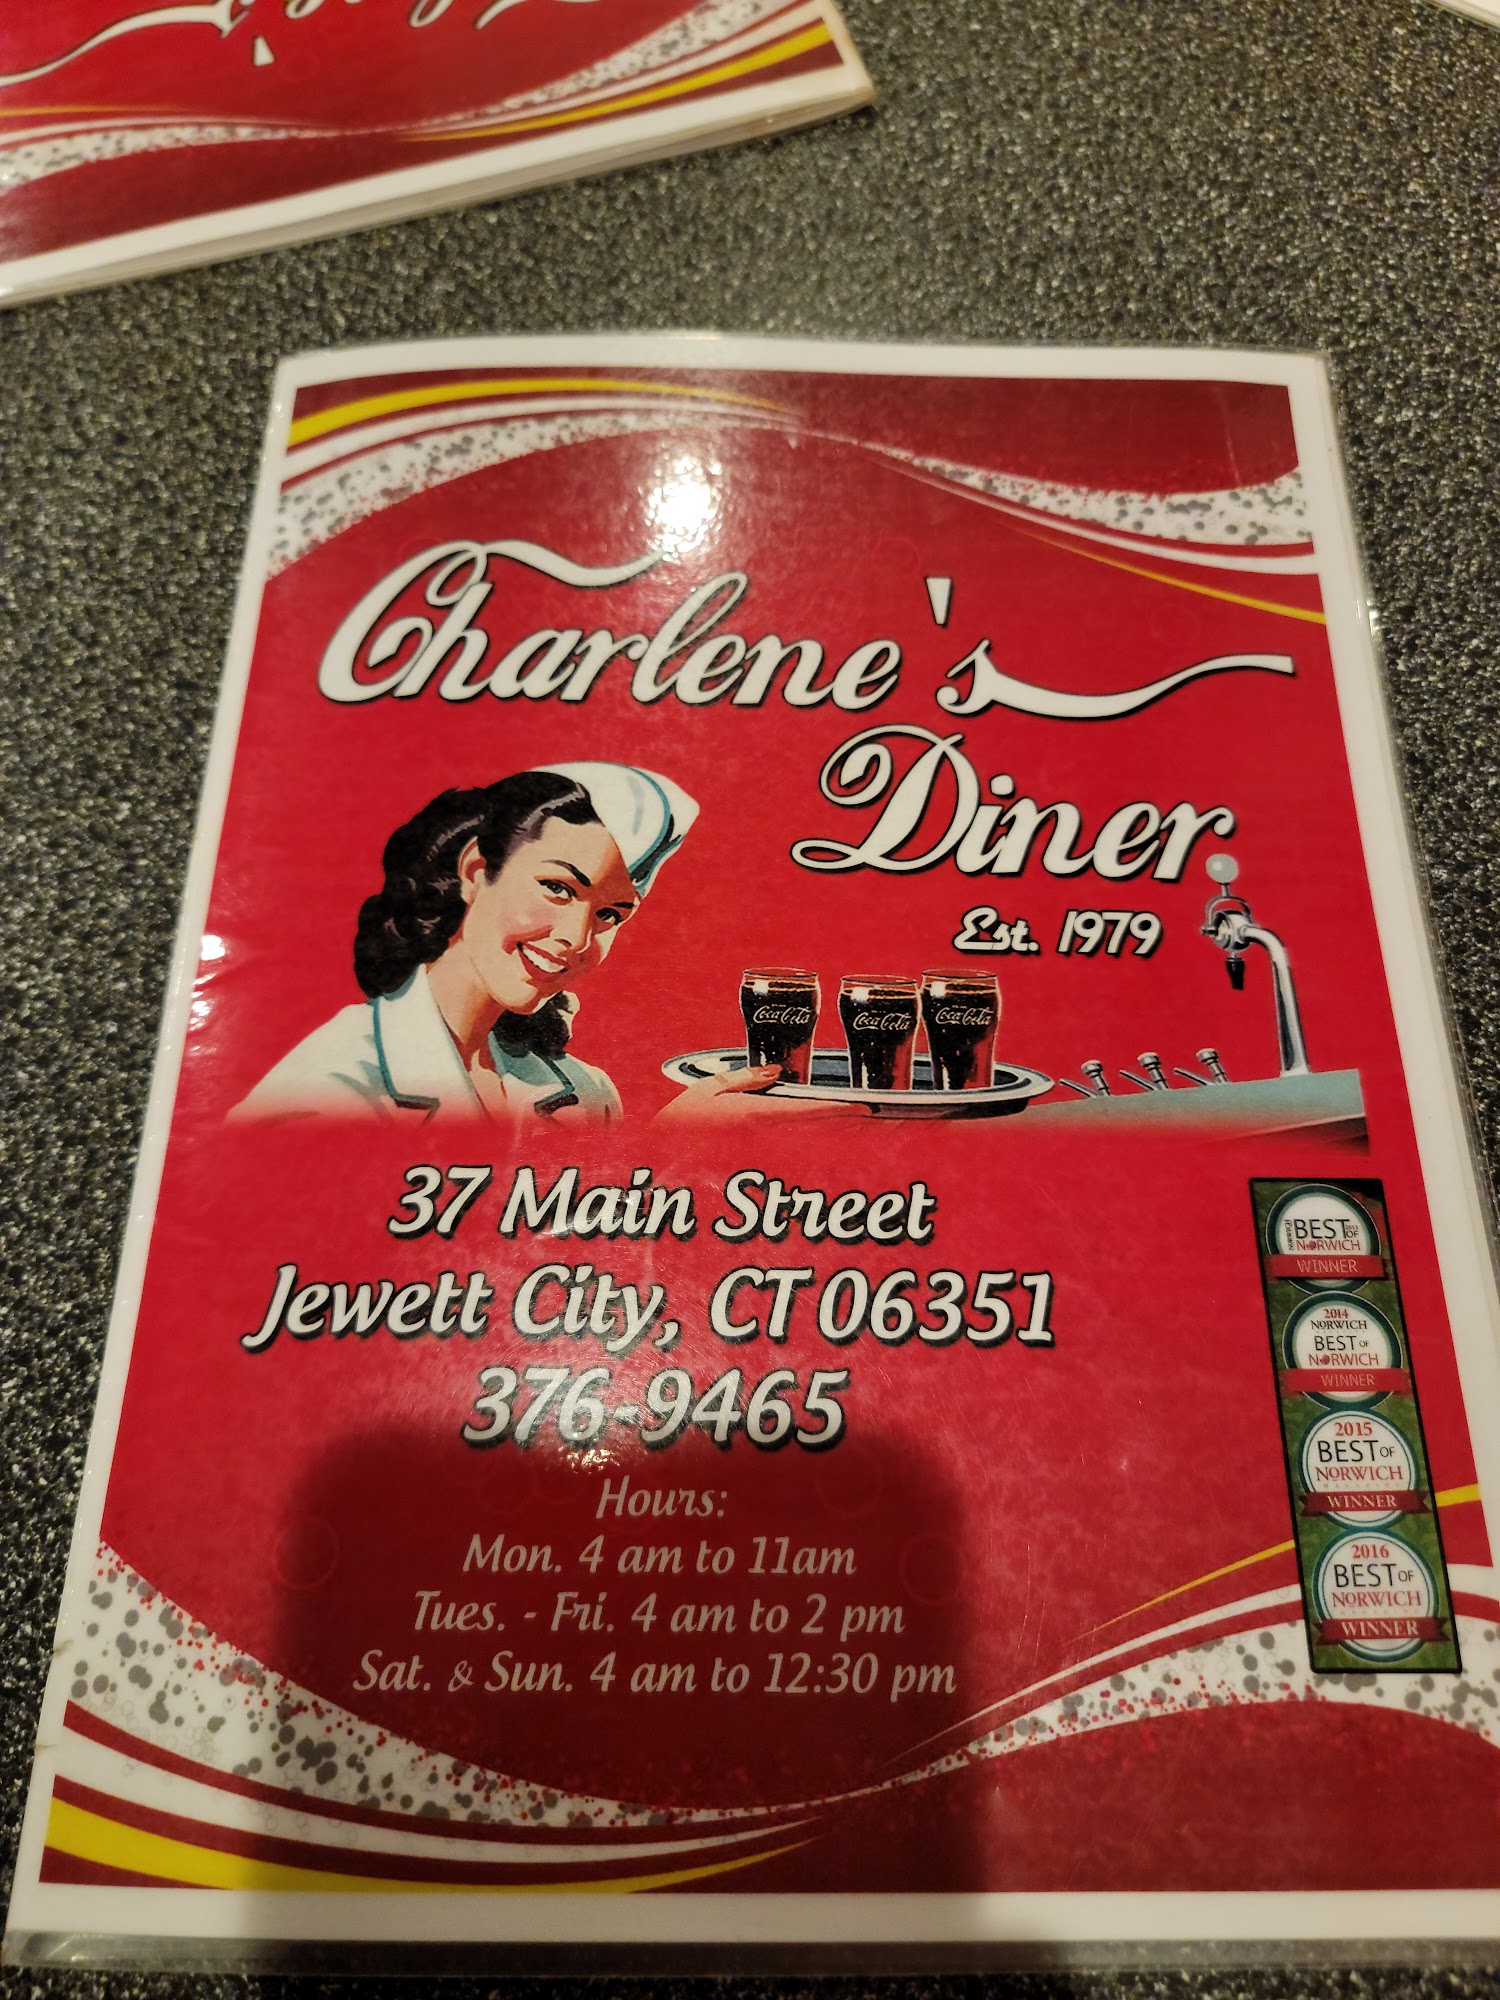 Charlene's
Diner
Est. 1979
Coca-Cola
Coca-Cola
Coca-Cola
37 Main Street
Jewett City, CT 06351
376-9465
Hours:
Mon. 4 am to 11am
Tues. - Fri. 4 am to 2 pm
Sat. & Sun. 4 am to 12:30 pm
BEST OF
NORWICH
WINNER
2014
NORWICH
BEST OF
NORWICH
WINNER
2015
BEST OF
NORWICH
MAGAZINE
WINNER
2016
BEST OF
NORWICH
MAGAZINE
WINNER